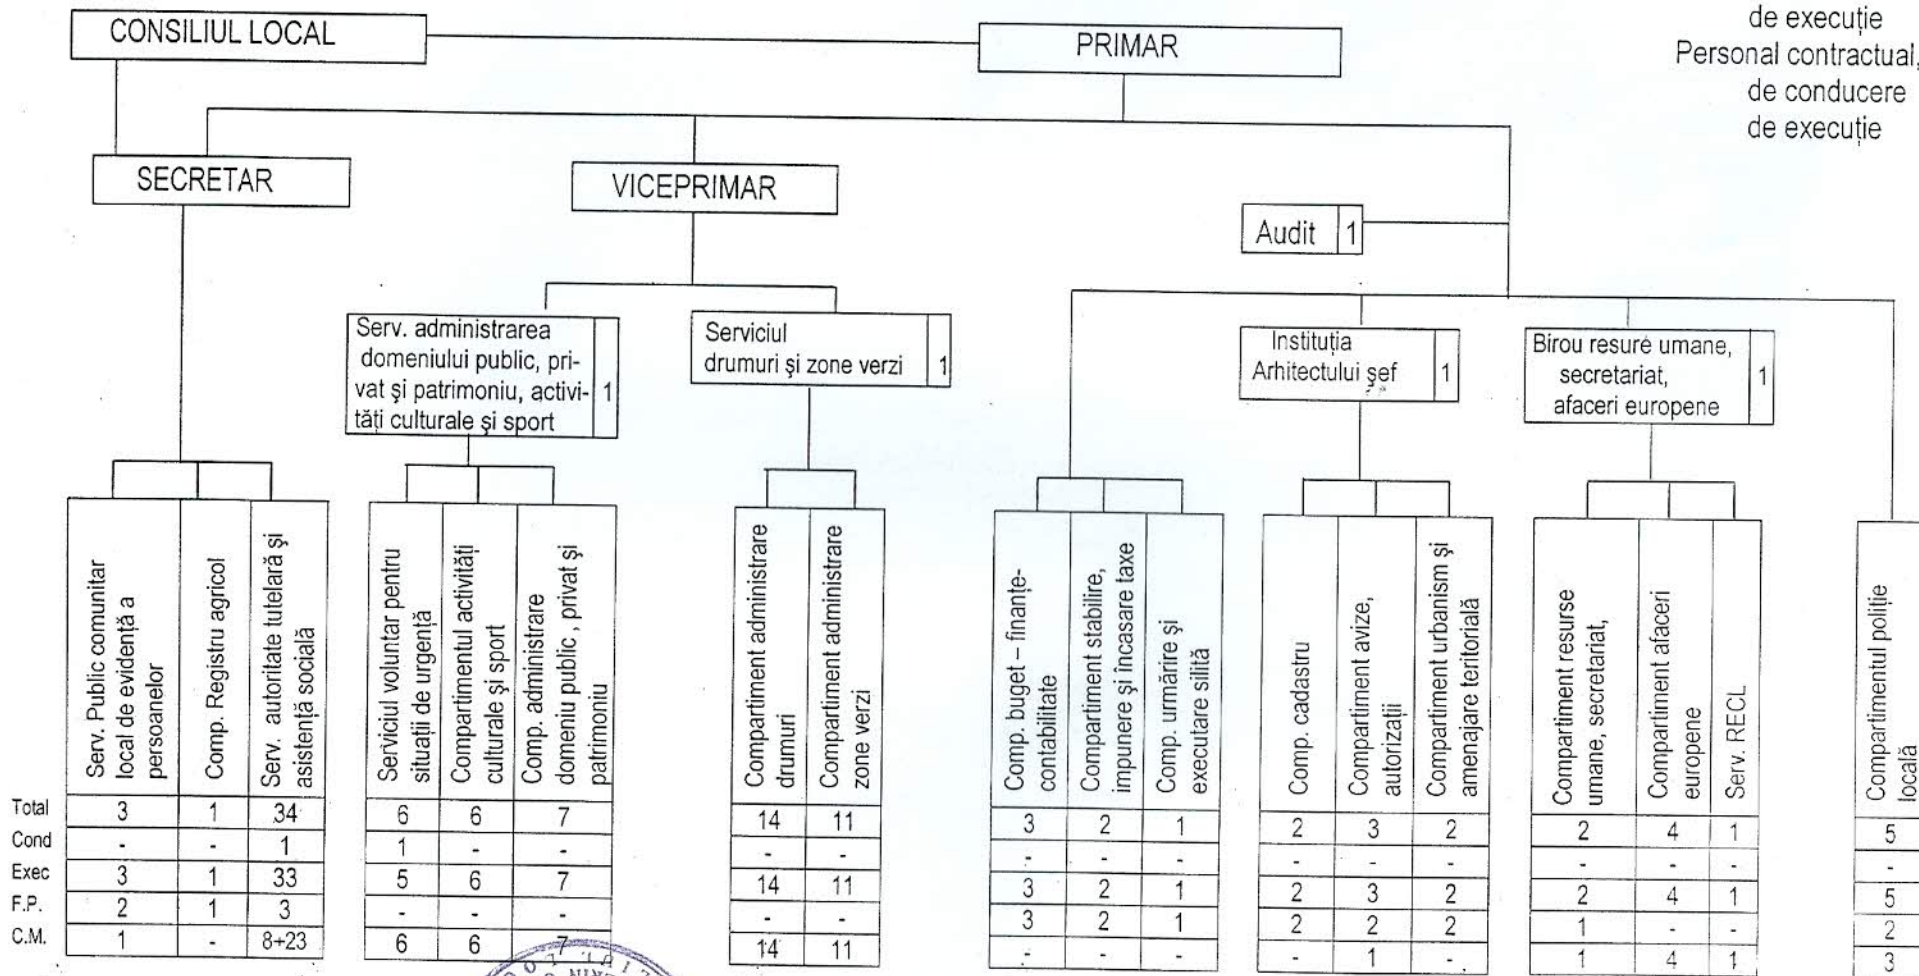 de execuție
Personal contractual,
de conducere
de execuție
CONSILIUL LOCAL
PRIMAR
SECRETAR
VICEPRIMAR
Audit 1
Serv. administrarea
domeniului public, pri-
vat și patrimoniu, activi-
tăți culturale și sport
1
Serviciul
drumuri și zone verzi
1
Instituția
Arhitectului șef
1
Birou resure umane,
secretariat,
afaceri europene
1
Serv. Public comunitar
local de evidență a
persoanelor
Comp. Registru agricol
Serv. autoritate tutelară și
asistență socială
Serviciul voluntar pentru
situații de urgență
Compartimentul activități
culturale și sport
Comp. administrare
domeniu public , privat și
patrimoniu
Compartiment administrare
drumuri
Compartiment administrare
zone verzi
Comp. buget – finanțe-
contabilitate
Compartiment stabilire,
impunere și încasare taxe
Comp. urmărire și
executare silită
Comp. cadastru
Compartiment avize,
autorizații
Compartiment urbanism și
amenajare teritorială
Compartiment resurse
umane, secretariat,
Compartiment afaceri
europene
Serv. RECL
Compartimentul poliție
locală
Total 3 1 34 6 6 7 14 11 3 2 1 2 3 2 2 4 1 5
Cond - - 1 1 - - - - - - - - - - - - - -
Exec 3 1 33 5 6 7 14 11 3 2 1 2 3 2 2 4 1 5
F.P. 2 1 3 - - - - - 3 2 1 2 2 2 1 - - 2
C.M. 1 - 8+23 6 6 7 14 11 - - - - 1 - 1 4 1 3